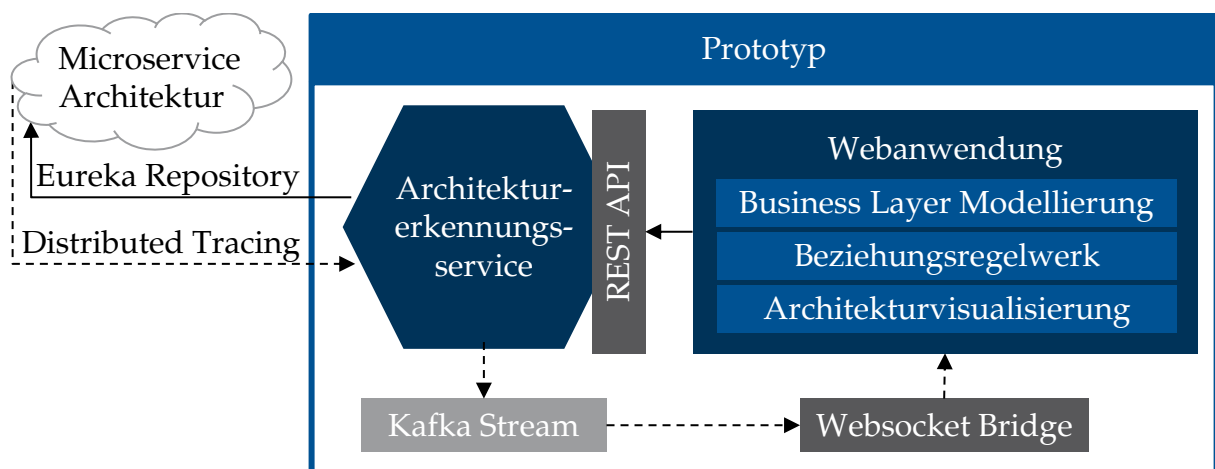 Microservice
Architektur
Eureka Repository
Distributed Tracing
Prototyp
Architektur-
erkennungs-
service
REST API
Webanwendung
Business Layer Modellierung
Beziehungsregelwerk
Architekturvisualisierung
Kafka Stream
Websocket Bridge